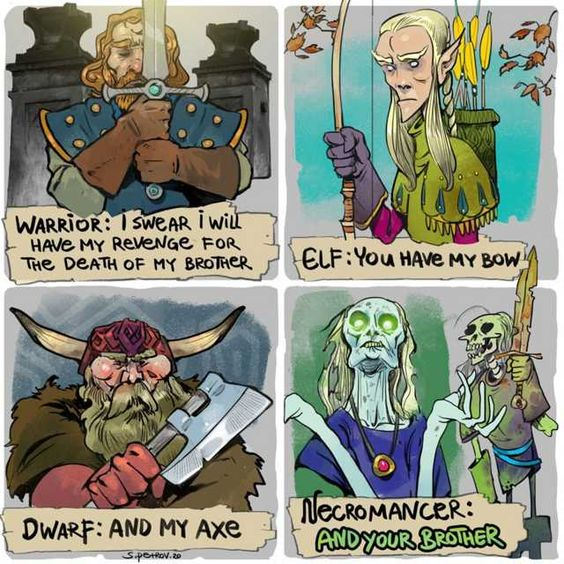 WARRIOR: I SWEAR I WILL
HAVE MY REVENGE FOR
THE DEATH OF MY BROTHER
ELF: YOU HAVE MY BOW
DWARF: AND MY AXE
S.PETROV.20
NECROMANCER:
AND YOUR BROTHER